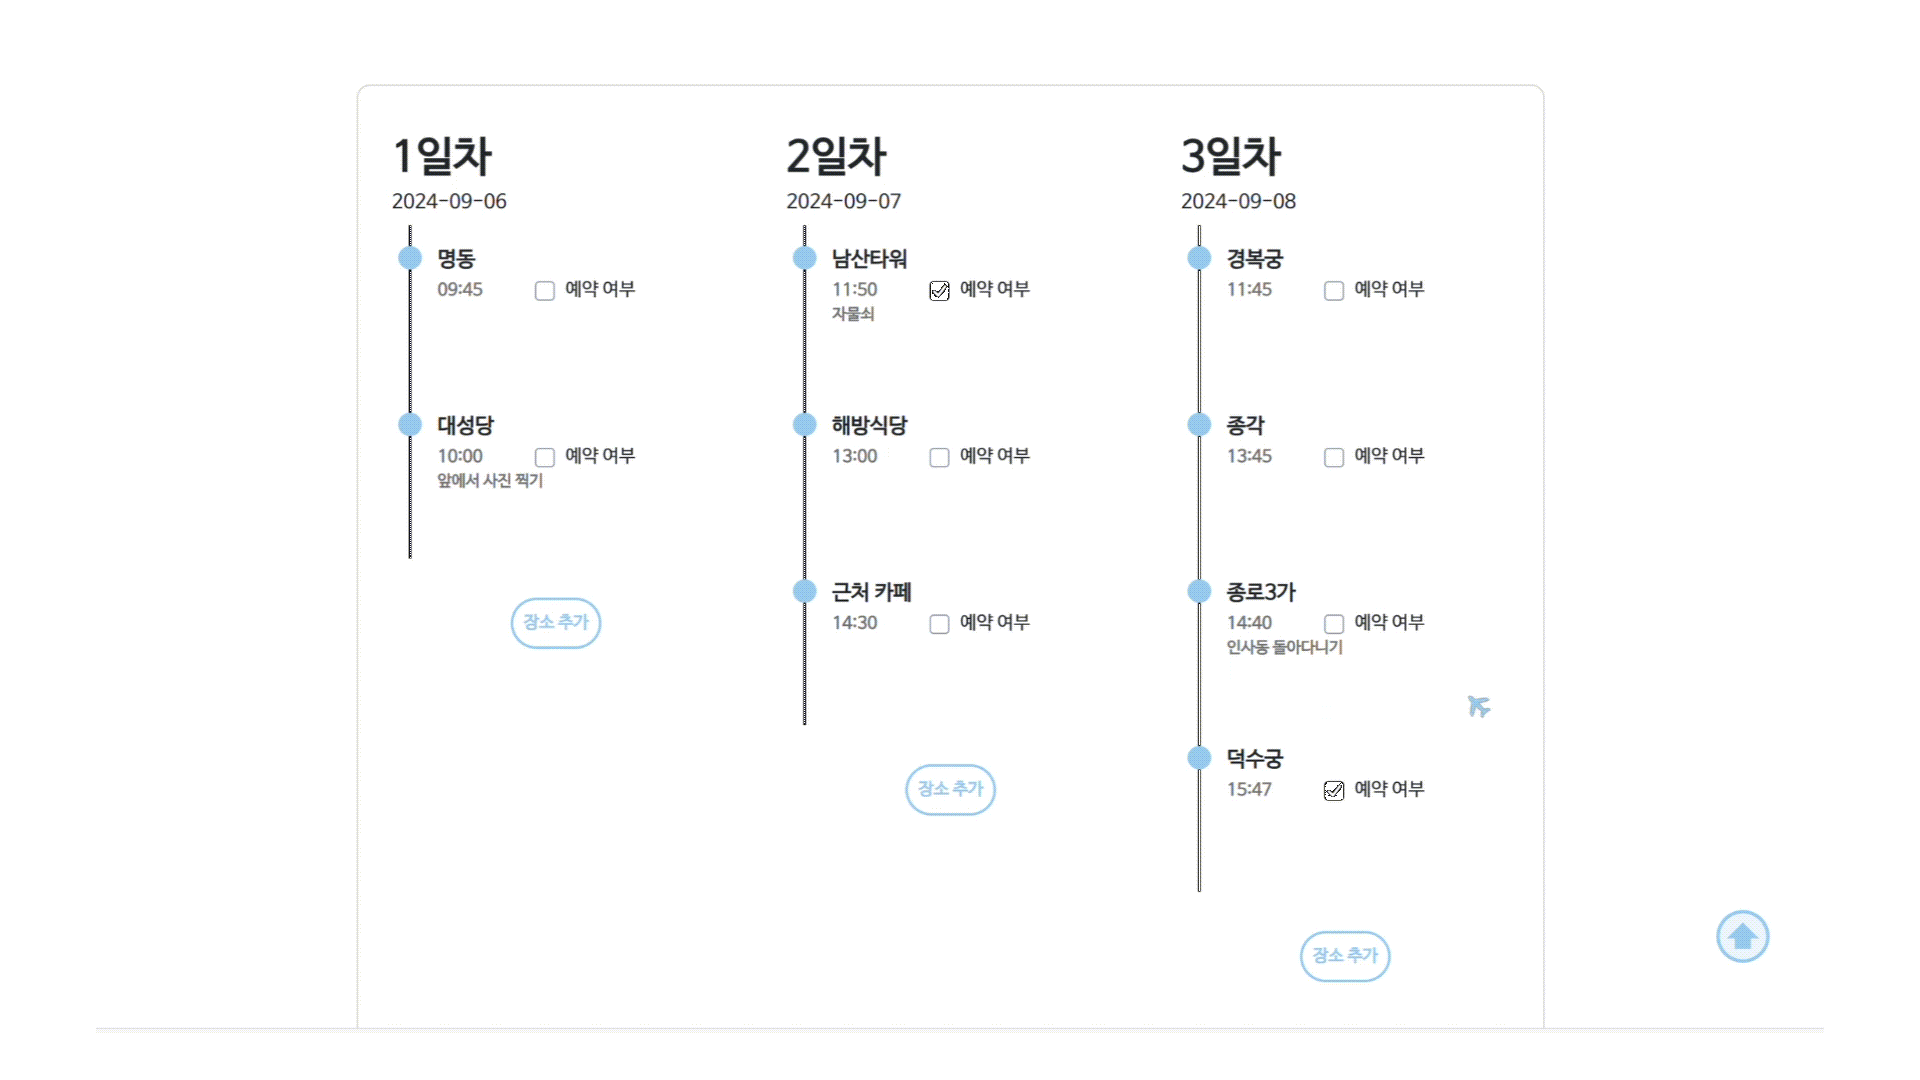 1일차
2024-09-06
명동
09:45 예약 여부
대성당
10:00 예약 여부
앞에서 사진 찍기
장소 추가
2일차
2024-09-07
남산타워
11:50 예약 여부
자물쇠
해방식당
13:00 예약 여부
근처 카페
14:30 예약 여부
장소 추가
3일차
2024-09-08
경복궁
11:45 예약 여부
종각
13:45 예약 여부
종로3가
14:40 예약 여부
인사동 돌아다니기
덕수궁
15:47 예약 여부
장소 추가